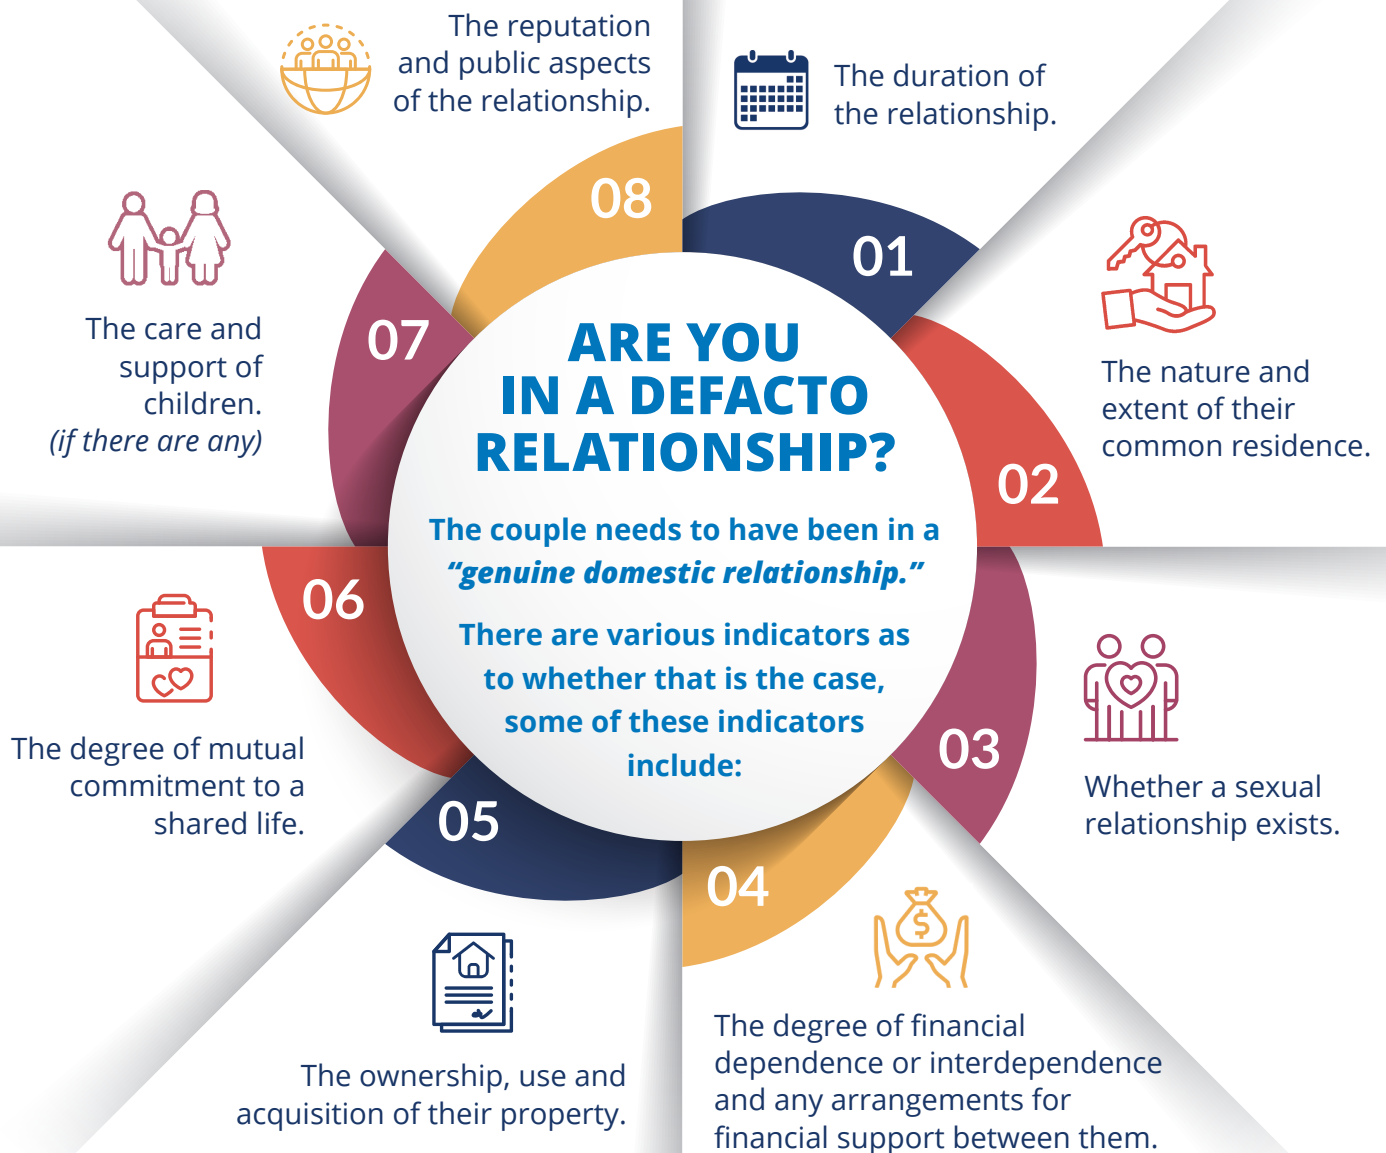 ARE YOU
IN A DEFACTO
RELATIONSHIP?
The couple needs to have been in a
“genuine domestic relationship.”
There are various indicators as
to whether that is the case,
some of these indicators
include:
01
The duration of
the relationship.
02
The nature and
extent of their
common residence.
03
Whether a sexual
relationship exists.
04
$
The degree of financial
dependence or interdependence
and any arrangements for
financial support between them.
05
The ownership, use and
acquisition of their property.
06
The degree of mutual
commitment to a
shared life.
07
The care and
support of
children.
(if there are any)
08
The reputation
and public aspects
of the relationship.